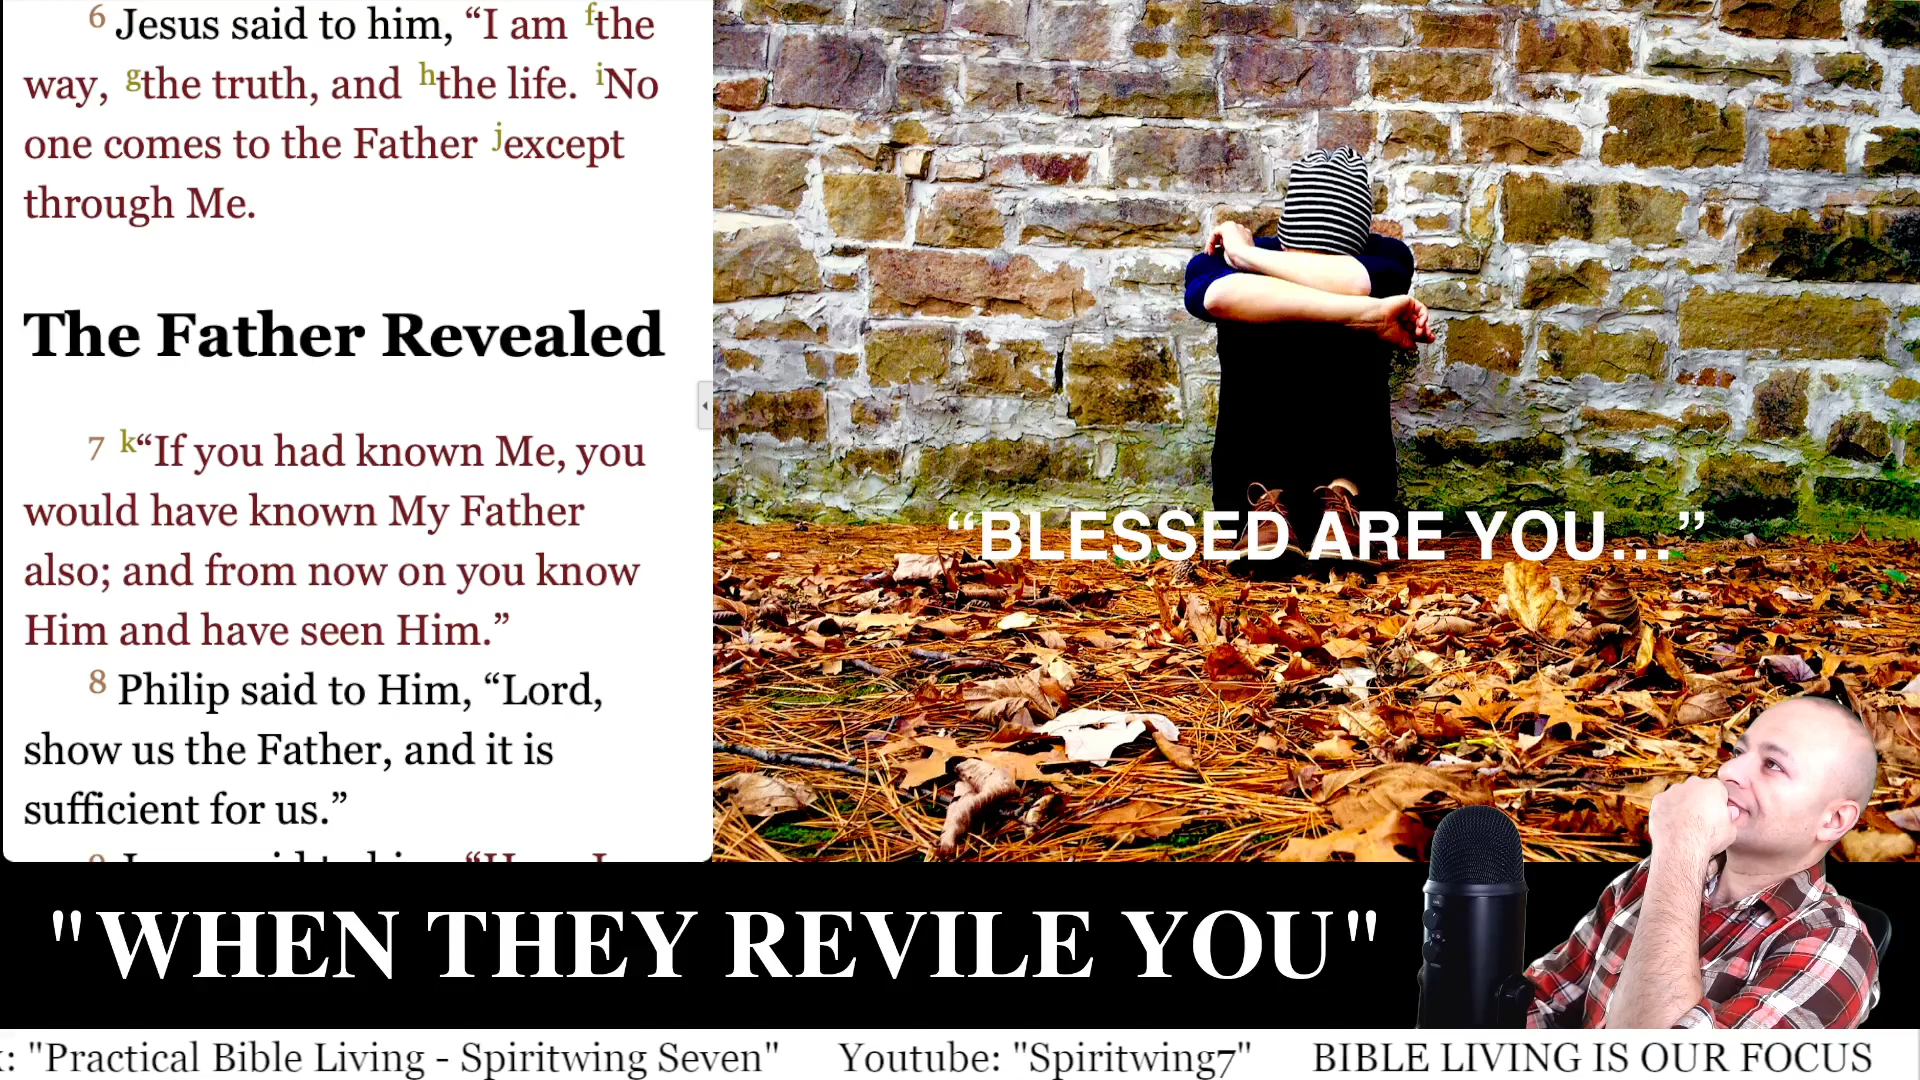 6 Jesus said to him, “I am fthe
way, gthe truth, and hthe life. iNo
one comes to the Father jexcept
through Me.
The Father Revealed
7 k“If you had known Me, you
would have known My Father
also; and from now on you know
Him and have seen Him.”
8 Philip said to Him, “Lord,
show us the Father, and it is
sufficient for us.”
“BLESSED ARE YOU...”
"WHEN THEY REVILE YOU"
: "Practical Bible Living - Spiritwing Seven" Youtube: "Spiritwing7" BIBLE LIVING IS OUR FOCUS